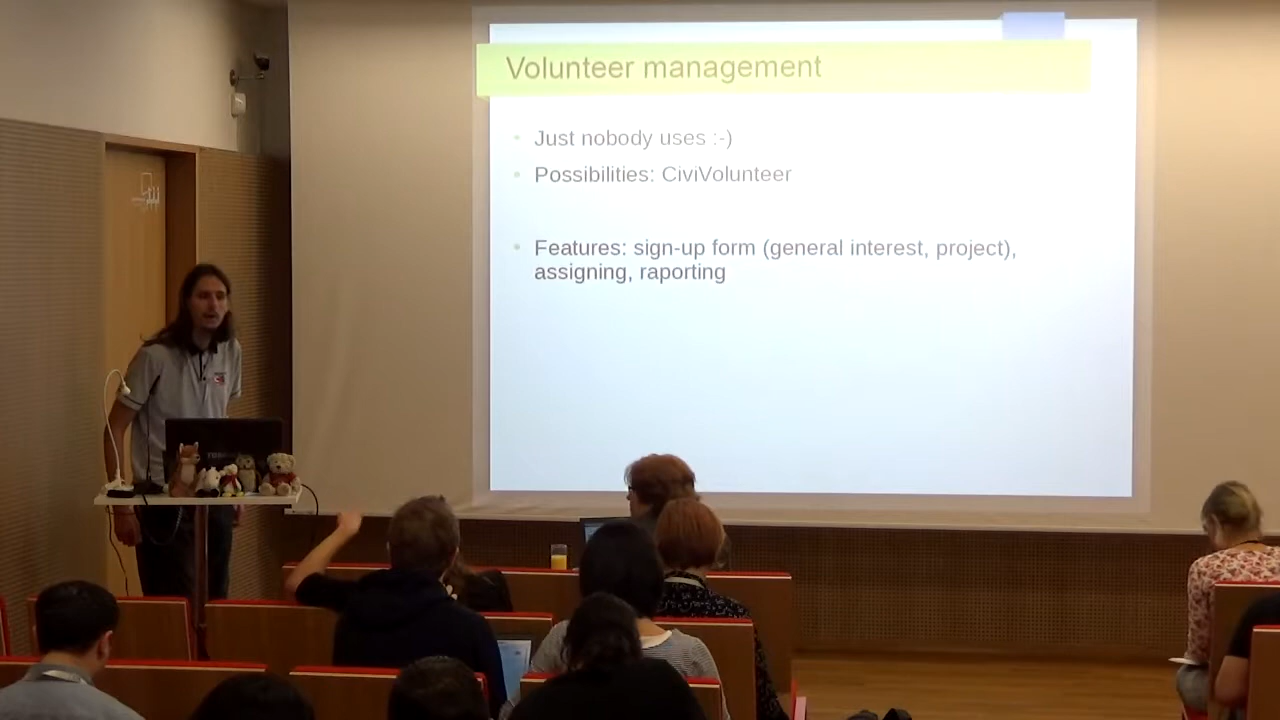 Volunteer management
Just nobody uses :-)
Possibilities: CiviVolunteer
Features: sign-up form (general interest, project),
assigning, raporting